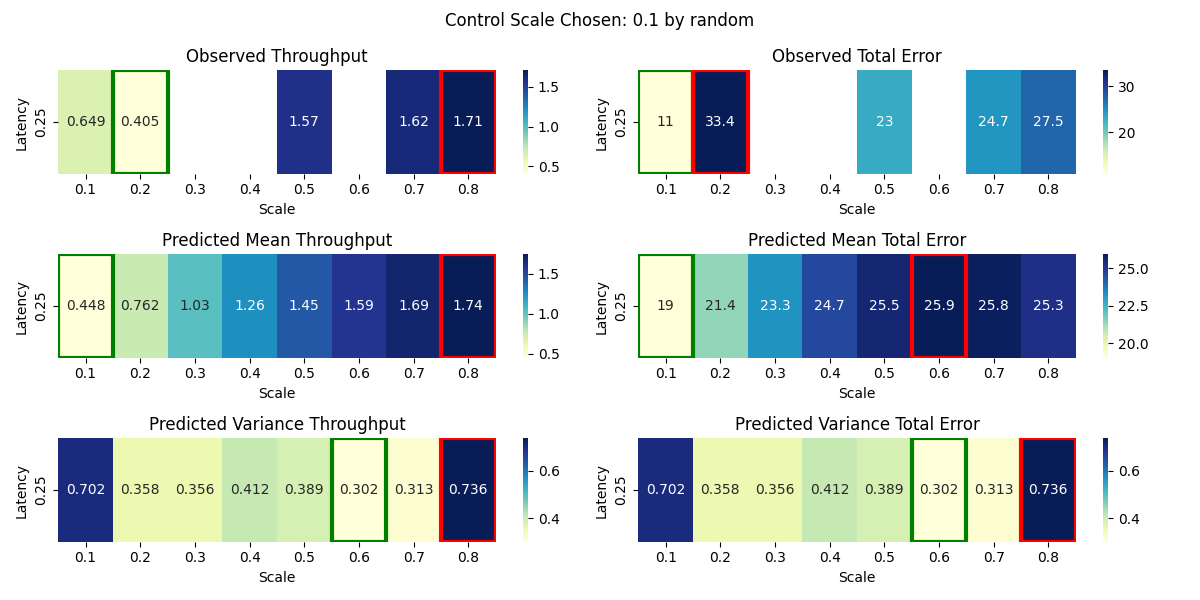 Control Scale Chosen: 0.1 by random
Observed Throughput
Latency
0.25
0.649 0.405 1.57 1.62 1.71
0.1 0.2 0.3 0.4 0.5 0.6 0.7 0.8
Scale
1.5
1.0
0.5
Observed Total Error
Latency
0.25
11 33.4 23 24.7 27.5
0.1 0.2 0.3 0.4 0.5 0.6 0.7 0.8
Scale
30
20
Predicted Mean Throughput
Latency
0.25
0.448 0.762 1.03 1.26 1.45 1.59 1.69 1.74
0.1 0.2 0.3 0.4 0.5 0.6 0.7 0.8
Scale
1.5
1.0
0.5
Predicted Mean Total Error
Latency
0.25
19 21.4 23.3 24.7 25.5 25.9 25.8 25.3
0.1 0.2 0.3 0.4 0.5 0.6 0.7 0.8
Scale
25.0
22.5
20.0
Predicted Variance Throughput
Latency
0.25
0.702 0.358 0.356 0.412 0.389 0.302 0.313 0.736
0.1 0.2 0.3 0.4 0.5 0.6 0.7 0.8
Scale
0.6
0.4
Predicted Variance Total Error
Latency
0.25
0.702 0.358 0.356 0.412 0.389 0.302 0.313 0.736
0.1 0.2 0.3 0.4 0.5 0.6 0.7 0.8
Scale
0.6
0.4